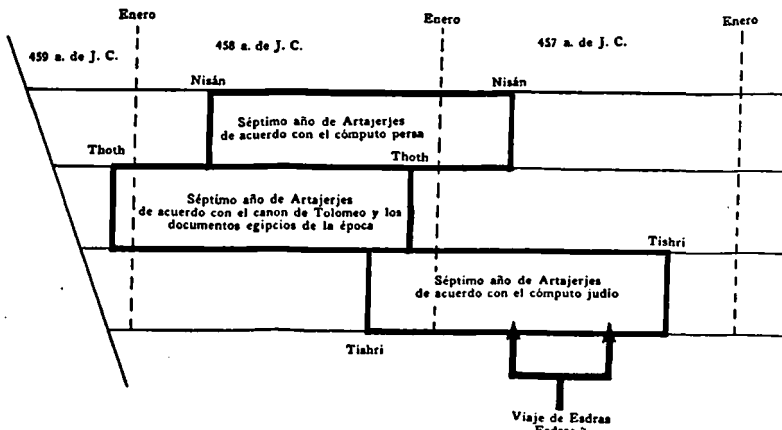 Enero
Enero
Enero
459 a. de J. C.
458 a. de J. C.
457 a. de J. C.
Nisán
Nisán
Séptimo año de Artajerjes
de acuerdo con el cómputo persa
Thoth
Thoth
Séptimo año de Artajerjes
de acuerdo con el canon de Tolomeo y los
documentos egipcios de la época
Tishri
Séptimo año de Artajerjes
de acuerdo con el cómputo judío
Tishri
Viaje de Esdras